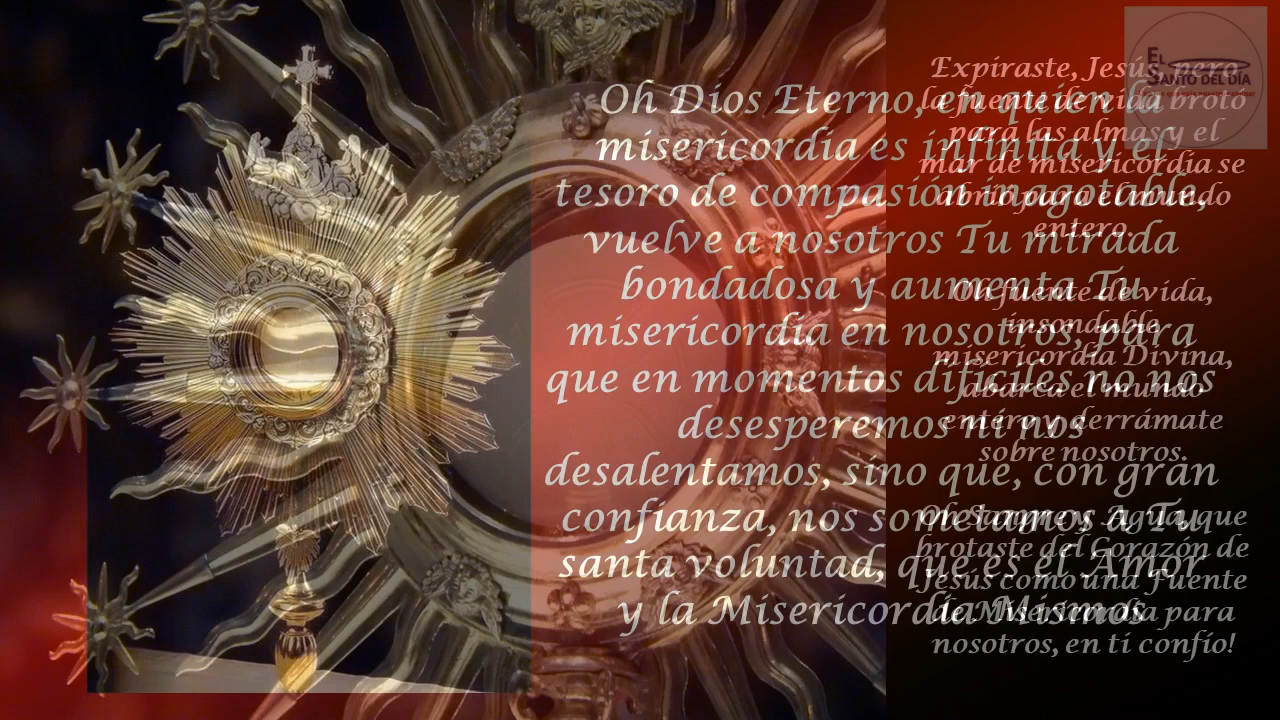 Oh Dios Eterno, en quien la
misericordia es infinita y el
tesoro de compasión inagotable,
vuelve a nosotros Tu mirada
bondadosa y aumenta Tu
misericordia en nosotros, para
que en momentos difíciles no nos
desesperemos ni nos
desalentamos, sino que, con gran
confianza, nos sometamos A Tu
santa voluntad, que es el Amor
y la Misericordia Mismos
Expiraste, Jesús, pero
la fuente de vida brotó
para las almas y el
mar de misericordia se
abrió para el mundo
entero.
Oh fuente de vida,
insondable
misericordia Divina,
abarca el mundo
entero y derrámate
sobre nosotros.
Oh Sangre y Agua, que
brotaste del Corazón de
Jesús como una Fuente
de Misericordia para
nosotros, en ti confío!
EL
SANTO DEL DÍA